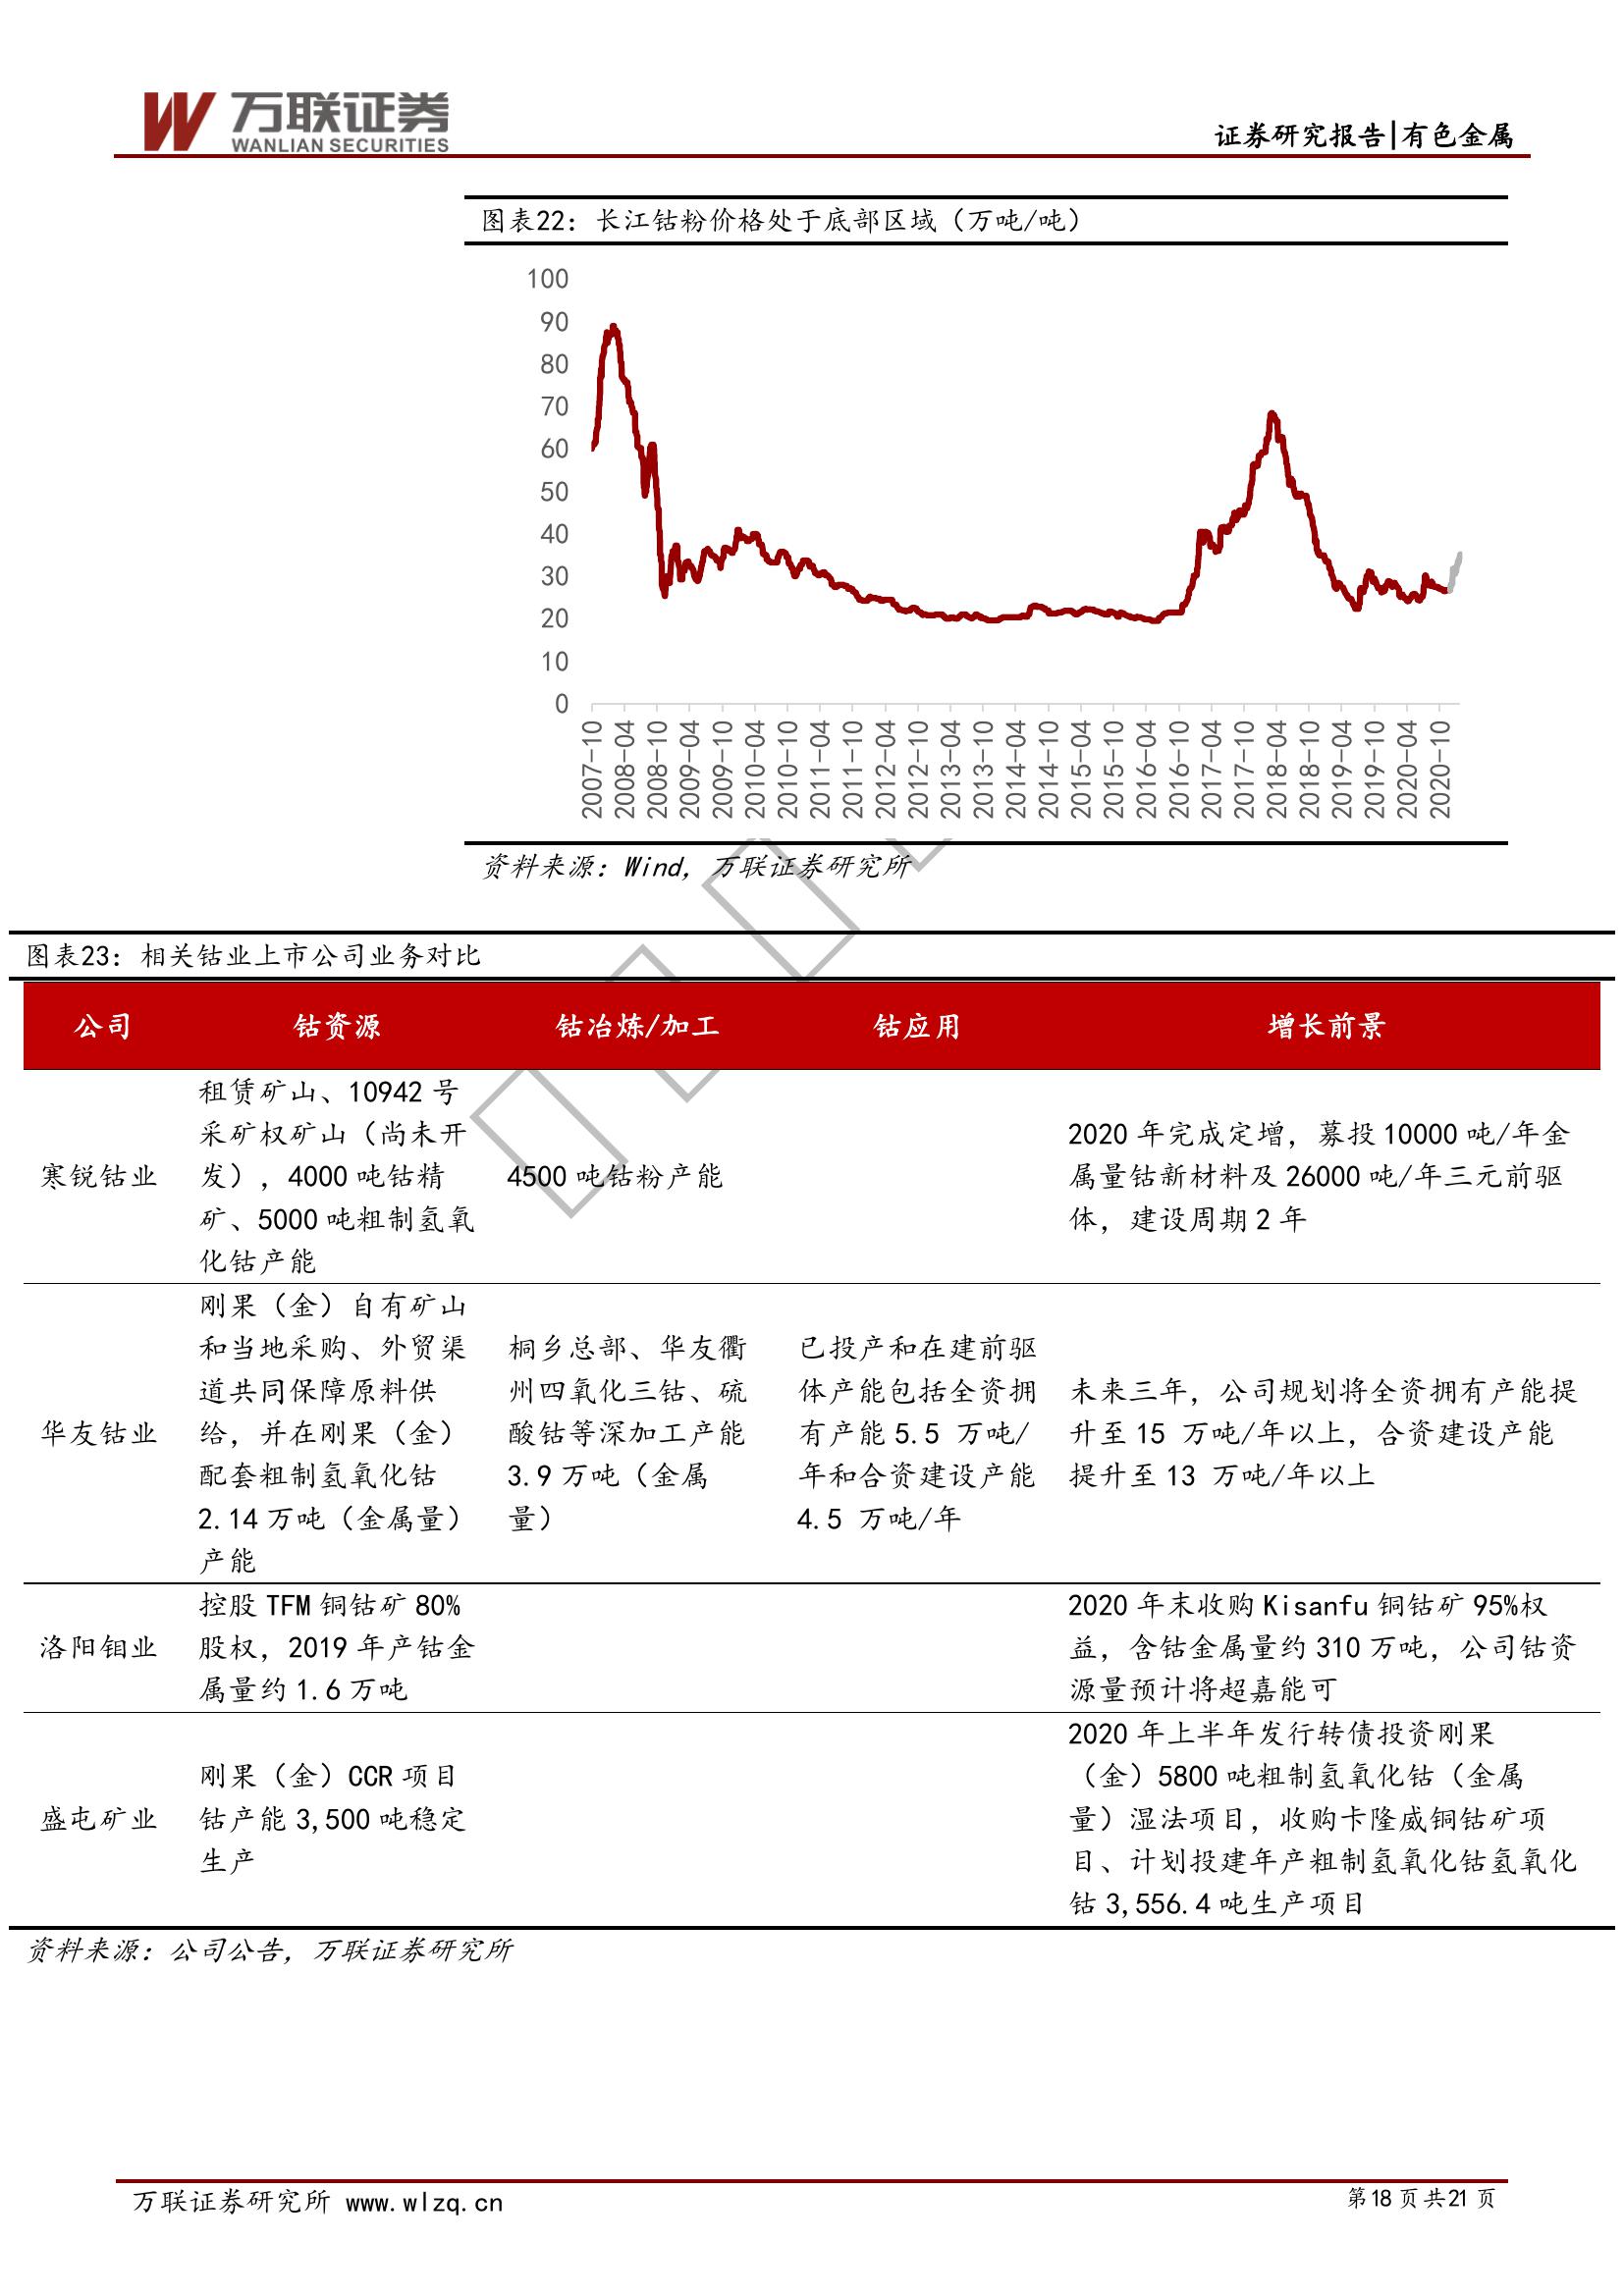 万联证券
WANLIAN SECURITIES
证券研究报告|有色金属
图表22：长江钴粉价格处于底部区域（万吨/吨）
100
90
80
70
60
50
40
30
20
10
0
2007-10
2008-04
2008-10
2009-04
2009-10
2010-04
2010-10
2011-04
2011-10
2012-04
2012-10
2013-04
2013-10
2014-04
2014-10
2015-04
2015-10
2016-04
2016-10
2017-04
2017-10
2018-04
2018-10
2019-04
2019-10
2020-04
2020-10
资料来源：Wind，万联证券研究所
图表23：相关钴业上市公司业务对比
公司 钴资源 钴冶炼/加工 钴应用 增长前景
寒锐钴业
租赁矿山、10942 号
采矿权矿山（尚未开
发），4000 吨钴精
矿、5000 吨粗制氢氧
化钴产能
4500 吨钴粉产能
2020 年完成定增，募投 10000 吨/年金
属量钴新材料及 26000 吨/年三元前驱
体，建设周期 2 年
华友钴业
刚果（金）自有矿山
和当地采购、外贸渠
道共同保障原料供
给，并在刚果（金）
配套粗制氢氧化钴
2.14 万吨（金属量）
产能
桐乡总部、华友衢
州四氧化三钴、硫
酸钴等深加工产能
3.9 万吨（金属
量）
已投产和在建前驱
体产能包括全资拥
有产能 5.5 万吨/
年和合资建设产能
4.5 万吨/年
未来三年，公司规划将全资拥有产能提
升至 15 万吨/年以上，合资建设产能
提升至 13 万吨/年以上
洛阳钼业
控股 TFM 铜钴矿 80%
股权，2019 年产钴金
属量约 1.6 万吨
2020 年末收购 Kisanfu 铜钴矿 95%权
益，含钴金属量约 310 万吨，公司钴资
源量预计将超嘉能可
盛屯矿业
刚果（金）CCR 项目
钴产能 3,500 吨稳定
生产
2020 年上半年发行转债投资刚果
（金）5800 吨粗制氢氧化钴（金属
量）湿法项目，收购卡隆威铜钴矿项
目、计划投建年产粗制氢氧化钴氢氧化
钴 3,556.4 吨生产项目
资料来源：公司公告，万联证券研究所
万联证券研究所 www.wlzq.cn
第 18 页 共 21 页